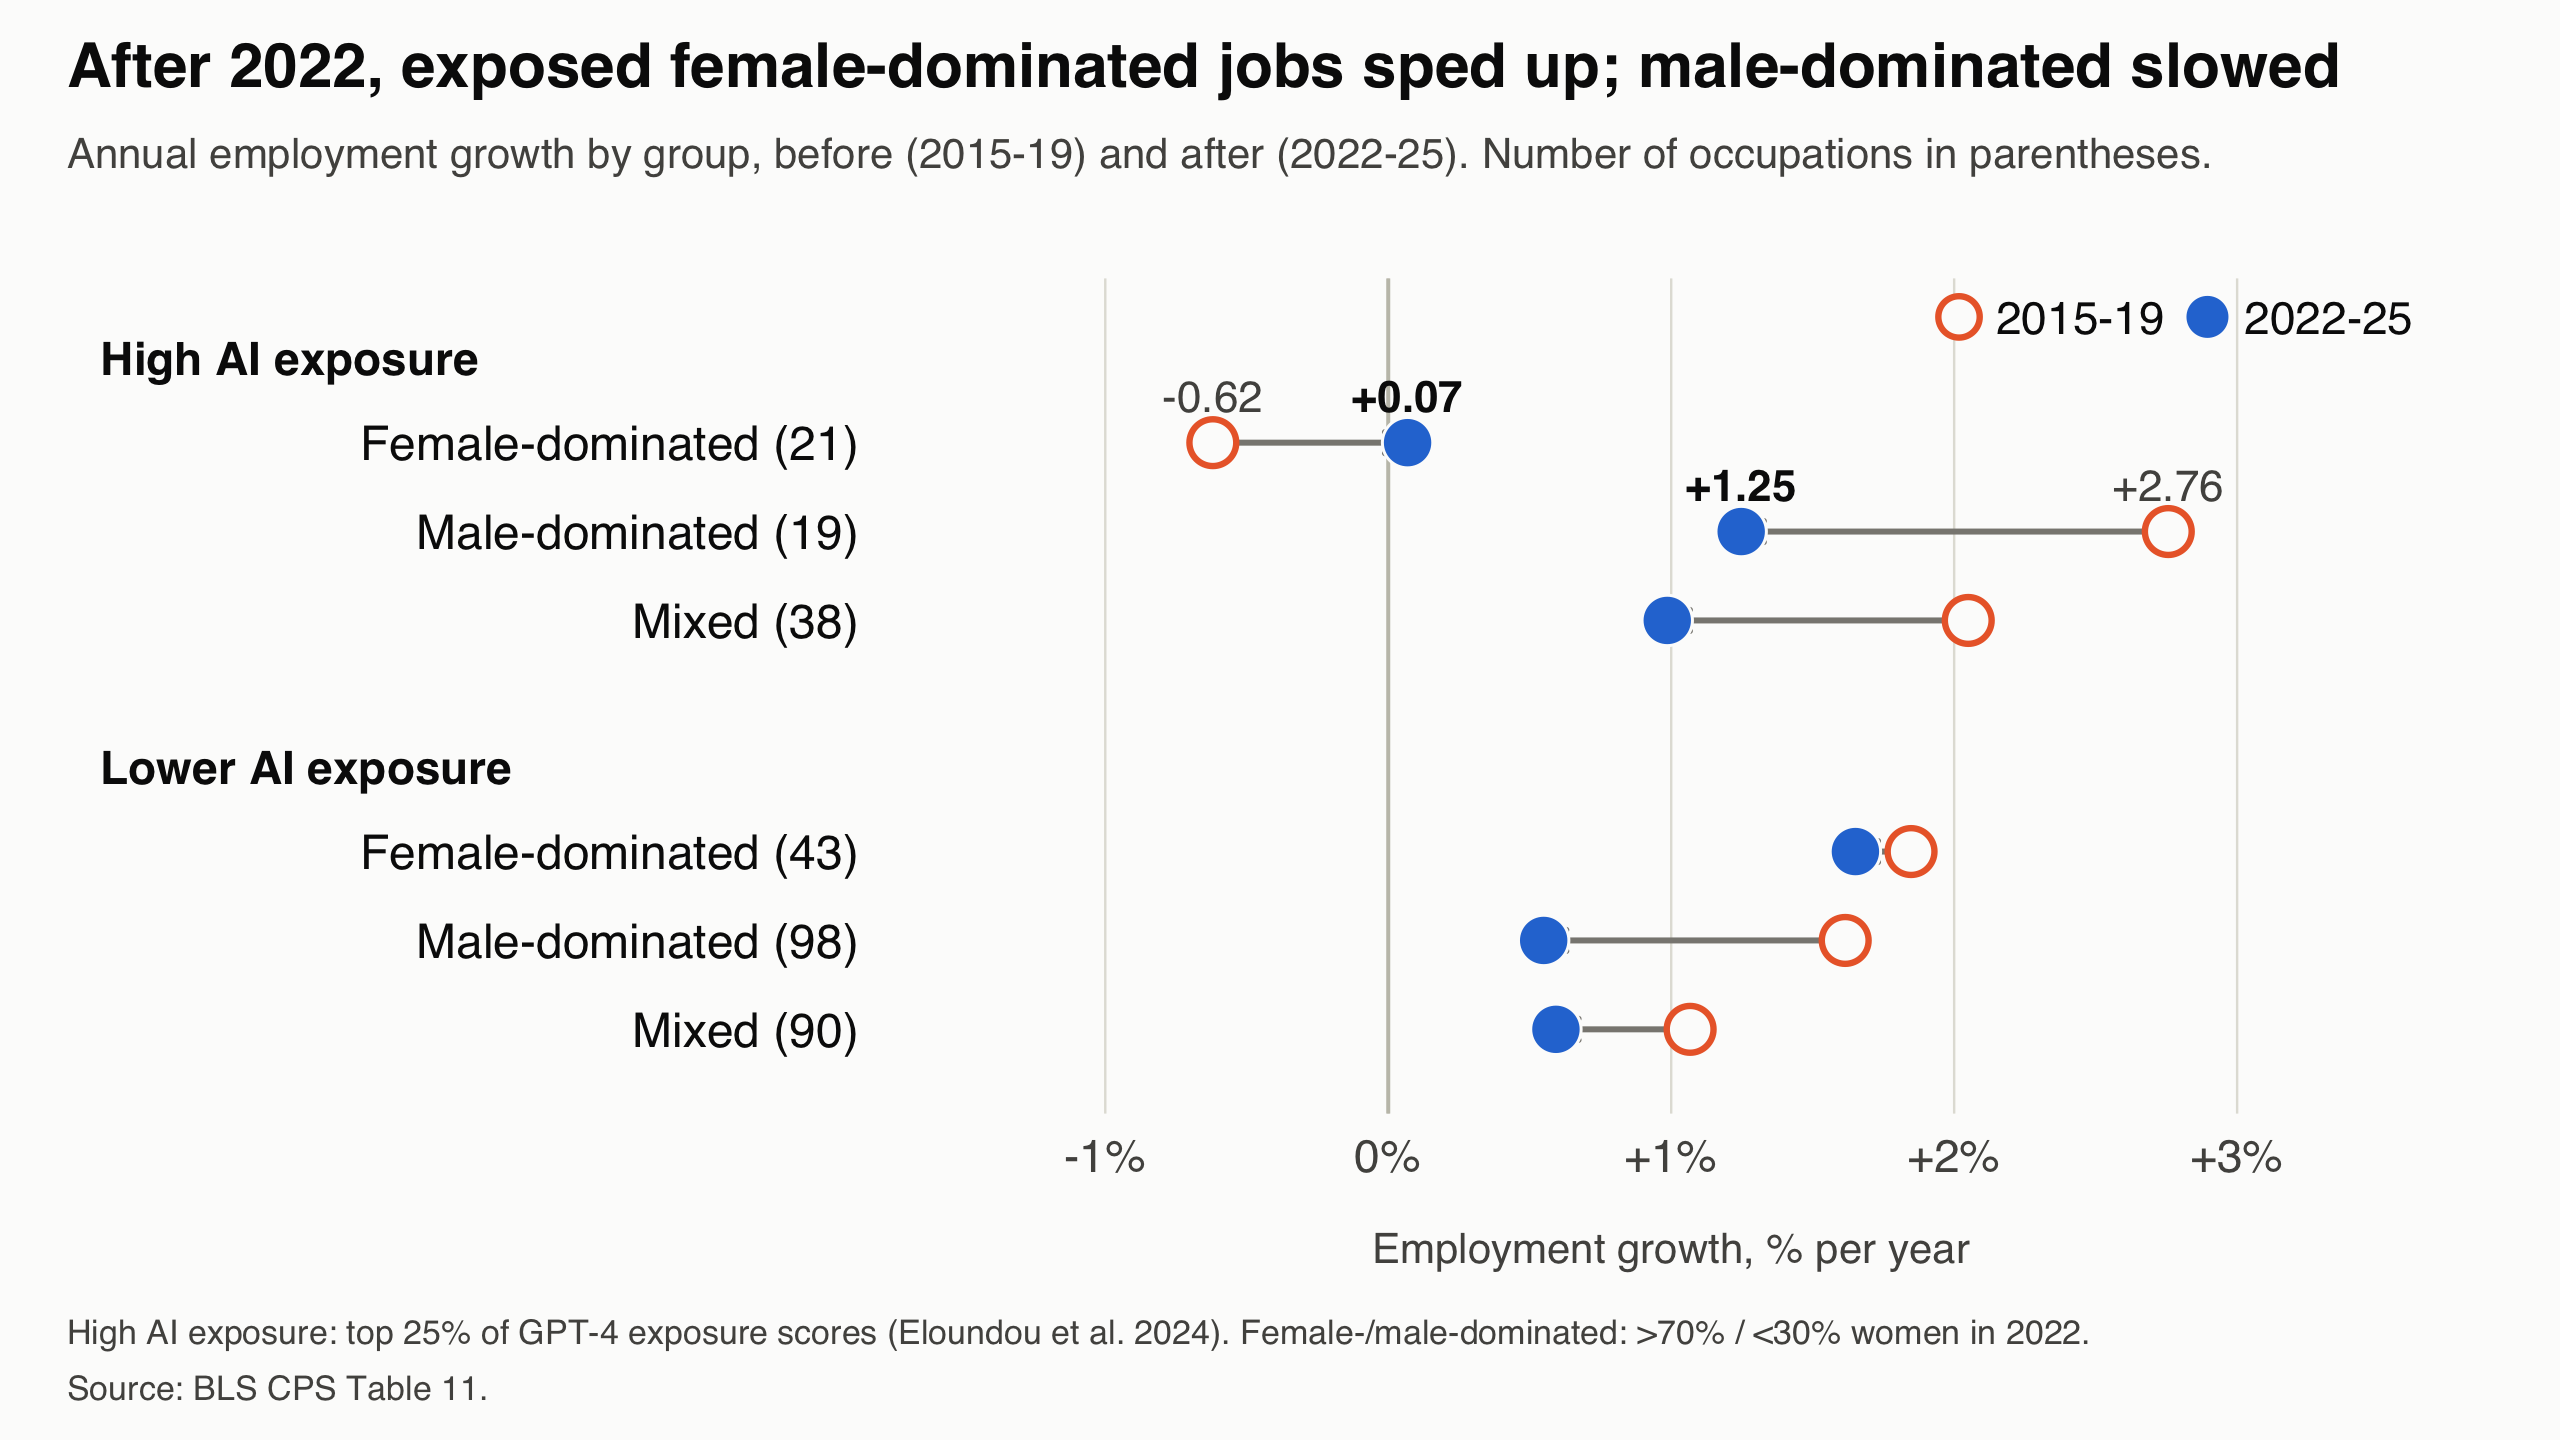 After 2022, exposed female-dominated jobs sped up; male-dominated slowed
Annual employment growth by group, before (2015-19) and after (2022-25). Number of occupations in parentheses.
2015-19 2022-25
High AI exposure
-0.62 +0.07
Female-dominated (21)
+1.25 +2.76
Male-dominated (19)
Mixed (38)
Lower AI exposure
Female-dominated (43)
Male-dominated (98)
Mixed (90)
-1% 0% +1% +2% +3%
Employment growth, % per year
High AI exposure: top 25% of GPT-4 exposure scores (Eloundou et al. 2024). Female-/male-dominated: >70% / <30% women in 2022.
Source: BLS CPS Table 11.